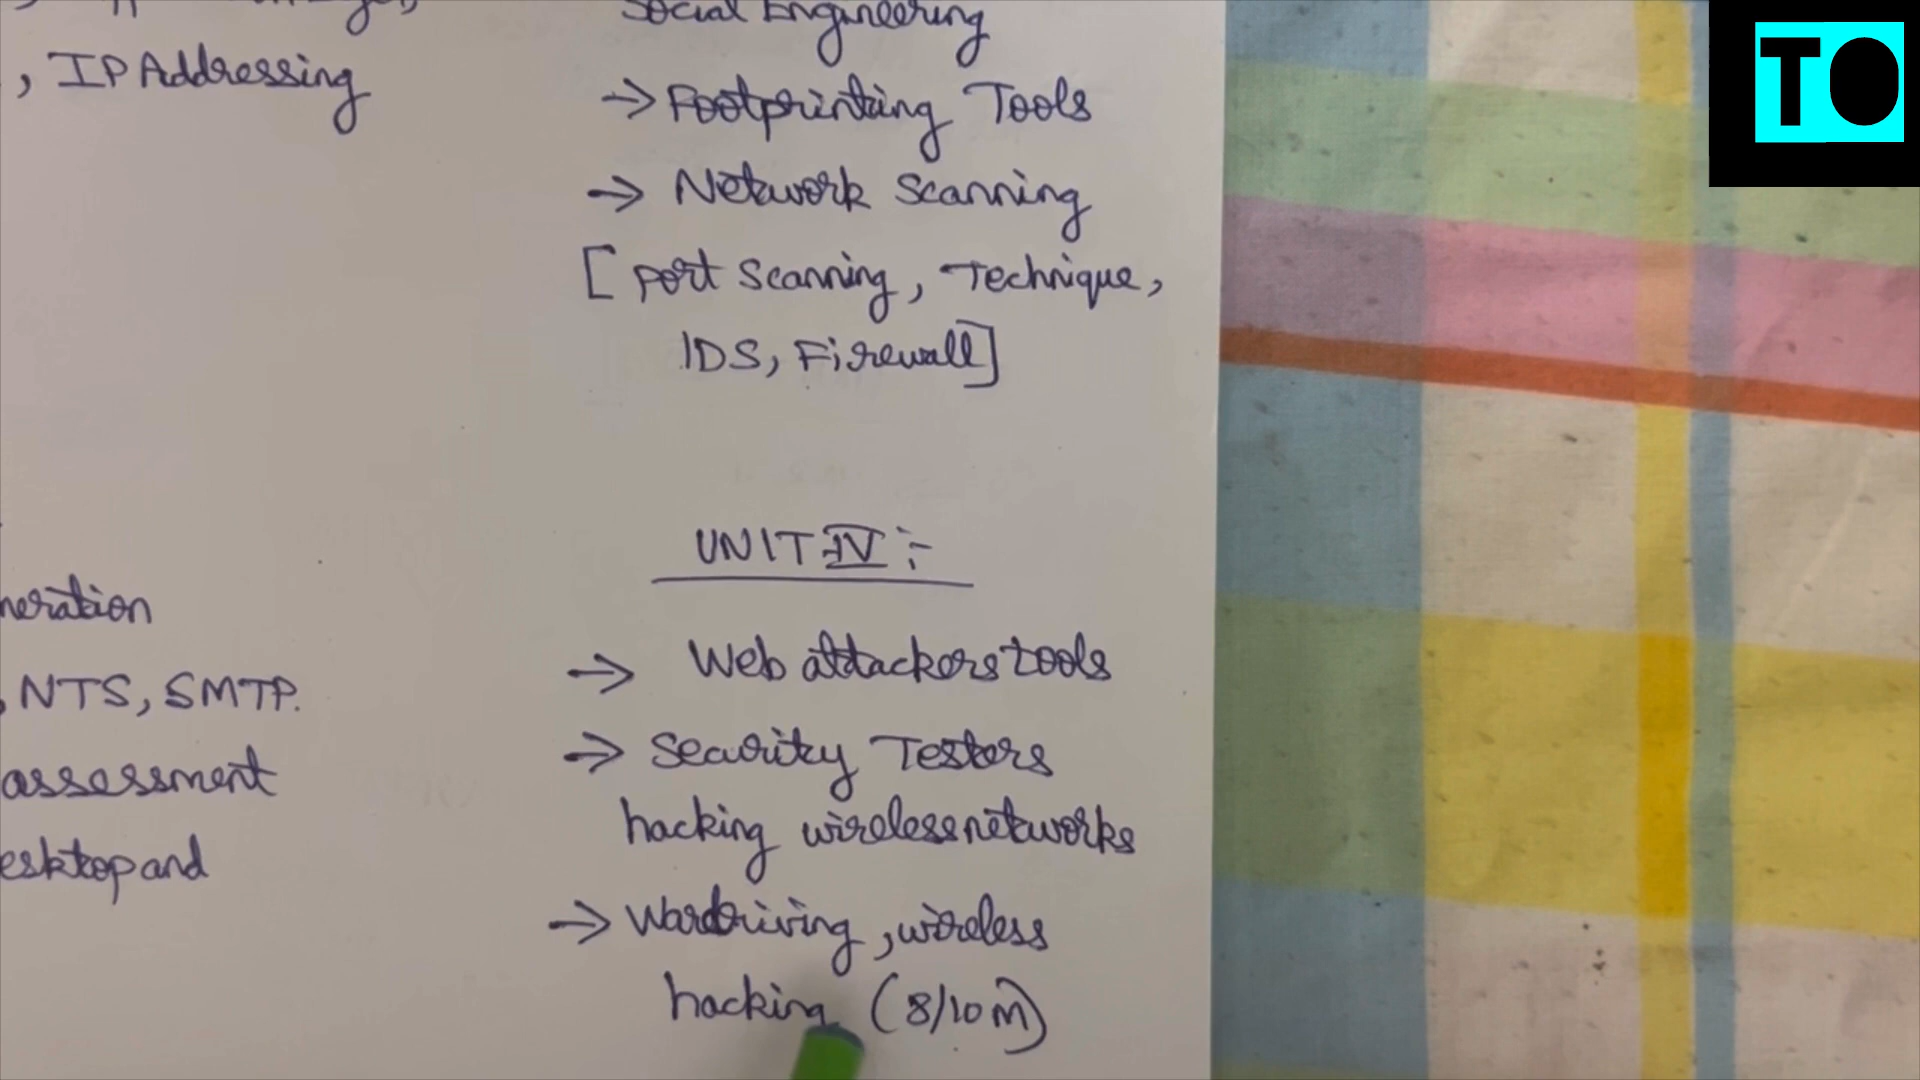 Social Engineering
, IP Addressing
→ Footprinting Tools
→ Network Scanning
[ Port Scanning, Technique,
IDS, Firewall]
UNIT IV :-
neration
→ Web attackers tools
, NTS, SMTP.
→ Security Testers
assessment
hacking wireless networks
esktop and
→ Wardriving, wireless
hacking (8/10 m)
TO